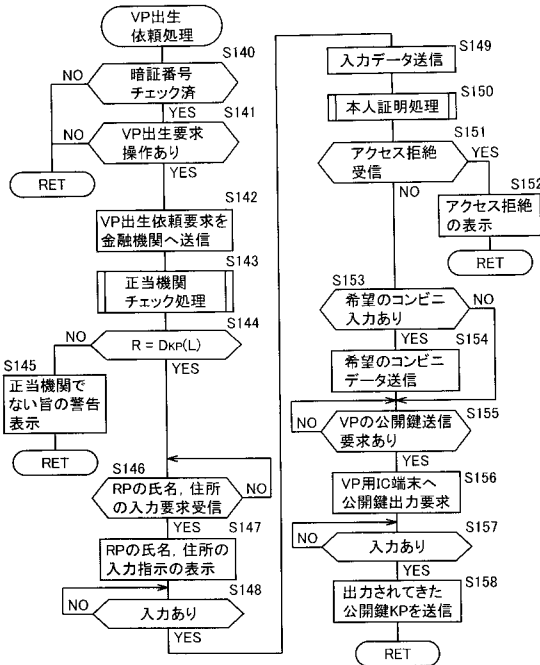 VP出生
依頼処理
S140
暗証番号
チェック済
NO
YES
S141
VP出生要求
操作あり
NO
YES
RET
S142
VP出生依頼要求を
金融機関へ送信
S143
正当機関
チェック処理
S144
R = DKP(L)
NO
YES
S145
正当機関で
ない旨の警告
表示
RET
S146
RPの氏名，住所
の入力要求受信
NO
YES
S147
RPの氏名，住所の
入力指示の表示
S148
入力あり
NO
YES
S149
入力データ送信
S150
本人証明処理
S151
アクセス拒絶
受信
YES
NO
S152
アクセス拒絶
の表示
RET
S153
希望のコンビニ
入力あり
NO
YES
S154
希望のコンビニ
データ送信
S155
VPの公開鍵送信
要求あり
NO
YES
S156
VP用IC端末へ
公開鍵出力要求
S157
入力あり
NO
YES
S158
出力されてきた
公開鍵KPを送信
RET